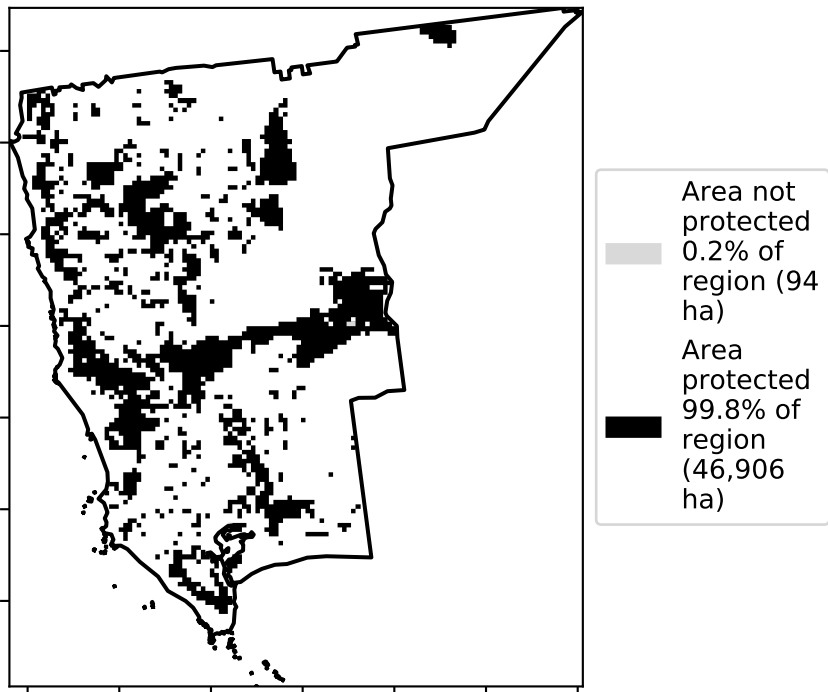 Area not
protected
0.2% of
region (94
ha)
Area
protected
99.8% of
region
(46,906
ha)